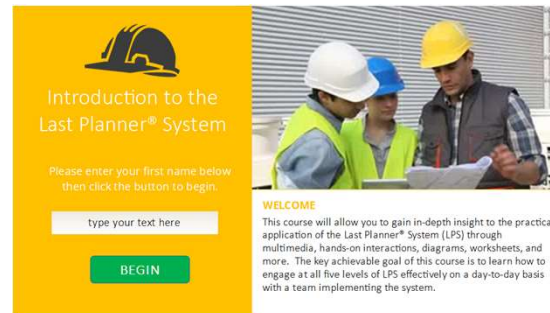 Introduction to the
Last Planner® System
Please enter your first name below
then click the button to begin.
type your text here
BEGIN
WELCOME
This course will allow you to gain in-depth insight to the practica
application of the Last Planner® System (LPS) through
multimedia, hands-on interactions, diagrams, worksheets, and
more. The key achievable goal of this course is to learn how to
engage at all five levels of LPS effectively on a day-to-day basis
with a team implementing the system.